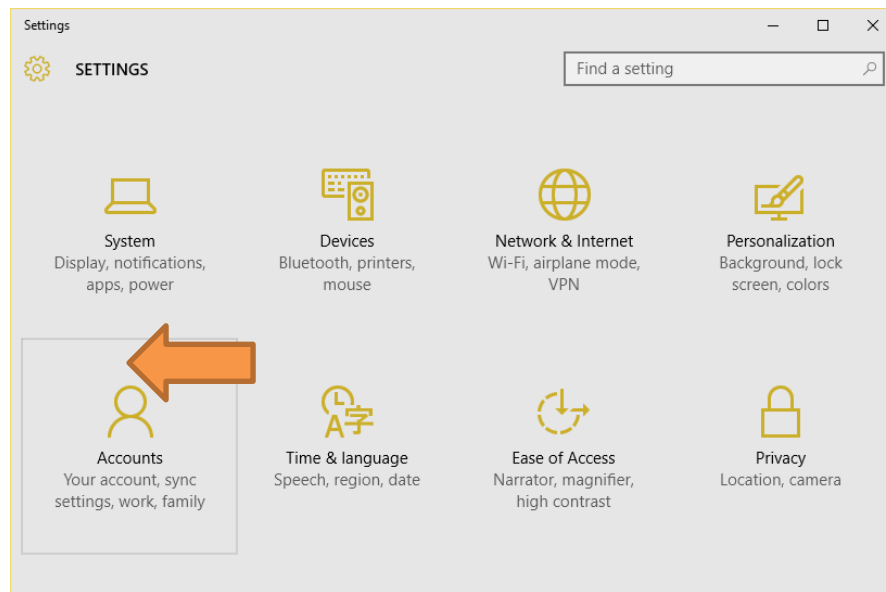 Settings
SETTINGS
Find a setting
System
Display, notifications,
apps, power
Devices
Bluetooth, printers,
mouse
Network & Internet
Wi-Fi, airplane mode,
VPN
Personalization
Background, lock
screen, colors
Accounts
Your account, sync
settings, work, family
A字
Time & language
Speech, region, date
Ease of Access
Narrator, magnifier,
high contrast
Privacy
Location, camera